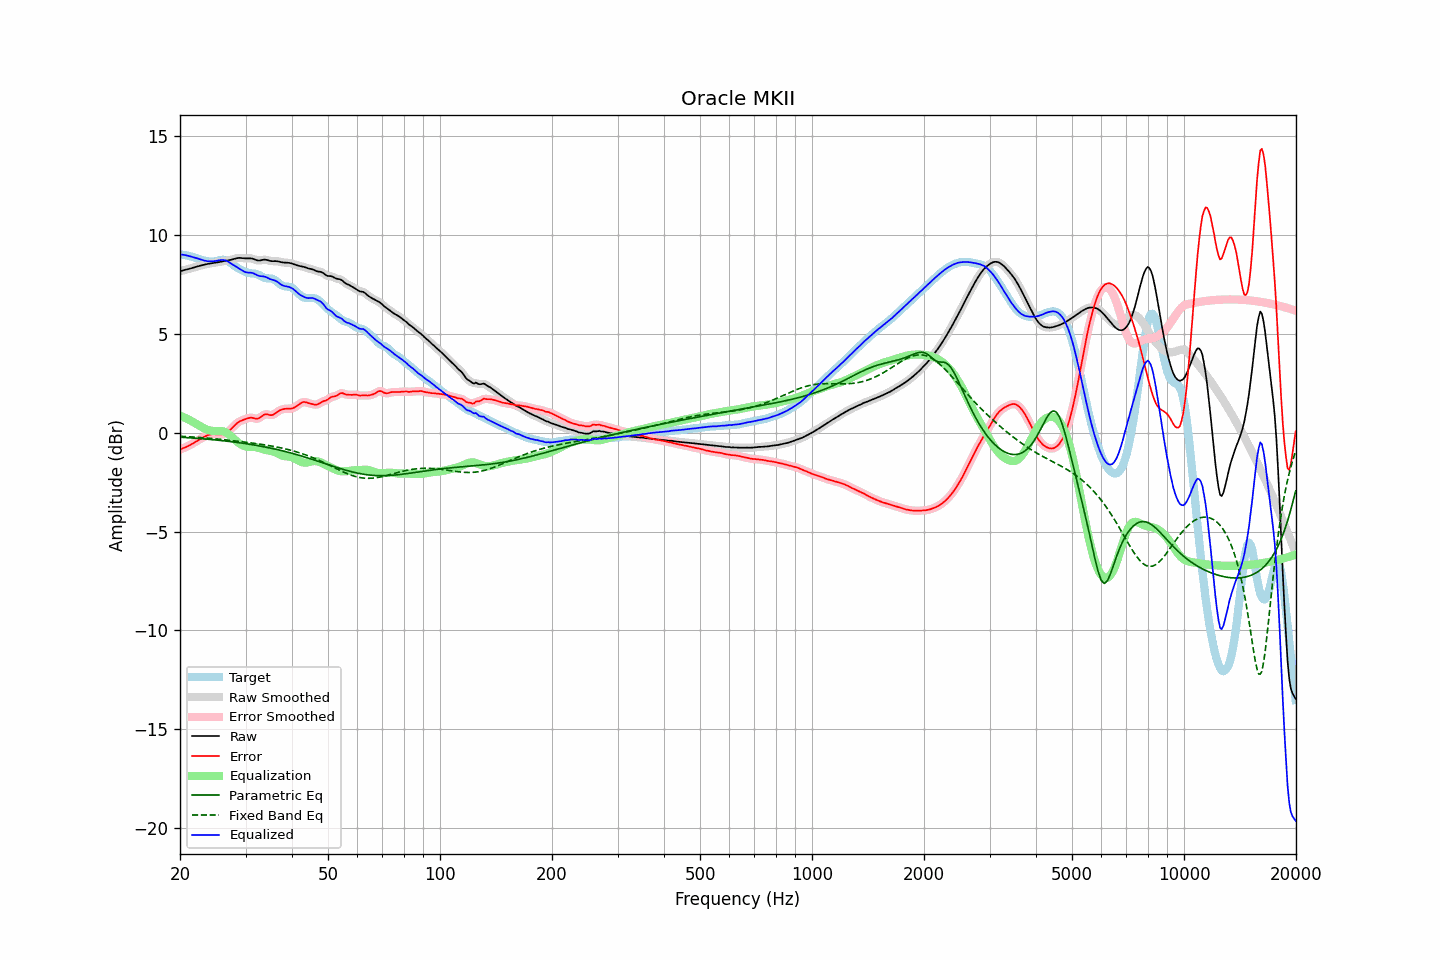 Oracle MKII
15
10
5
0
−5
−10
−15
−20
Amplitude (dBr)
Target
Raw Smoothed
Error Smoothed
Raw
Error
Equalization
Parametric Eq
Fixed Band Eq
Equalized
20 50 100 200 500 1000 2000 5000 10000 20000
Frequency (Hz)